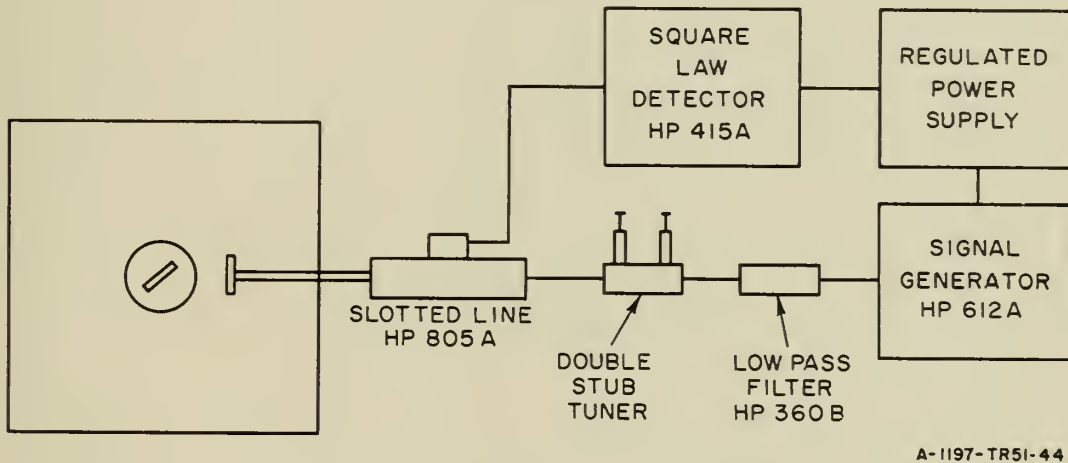 SQUARE
LAW
DETECTOR
HP 415A
REGULATED
POWER
SUPPLY
SIGNAL
GENERATOR
HP 612A
SLOTTED LINE
HP 805A
DOUBLE
STUB
TUNER
LOW PASS
FILTER
HP 360B
A-1197-TR51-44